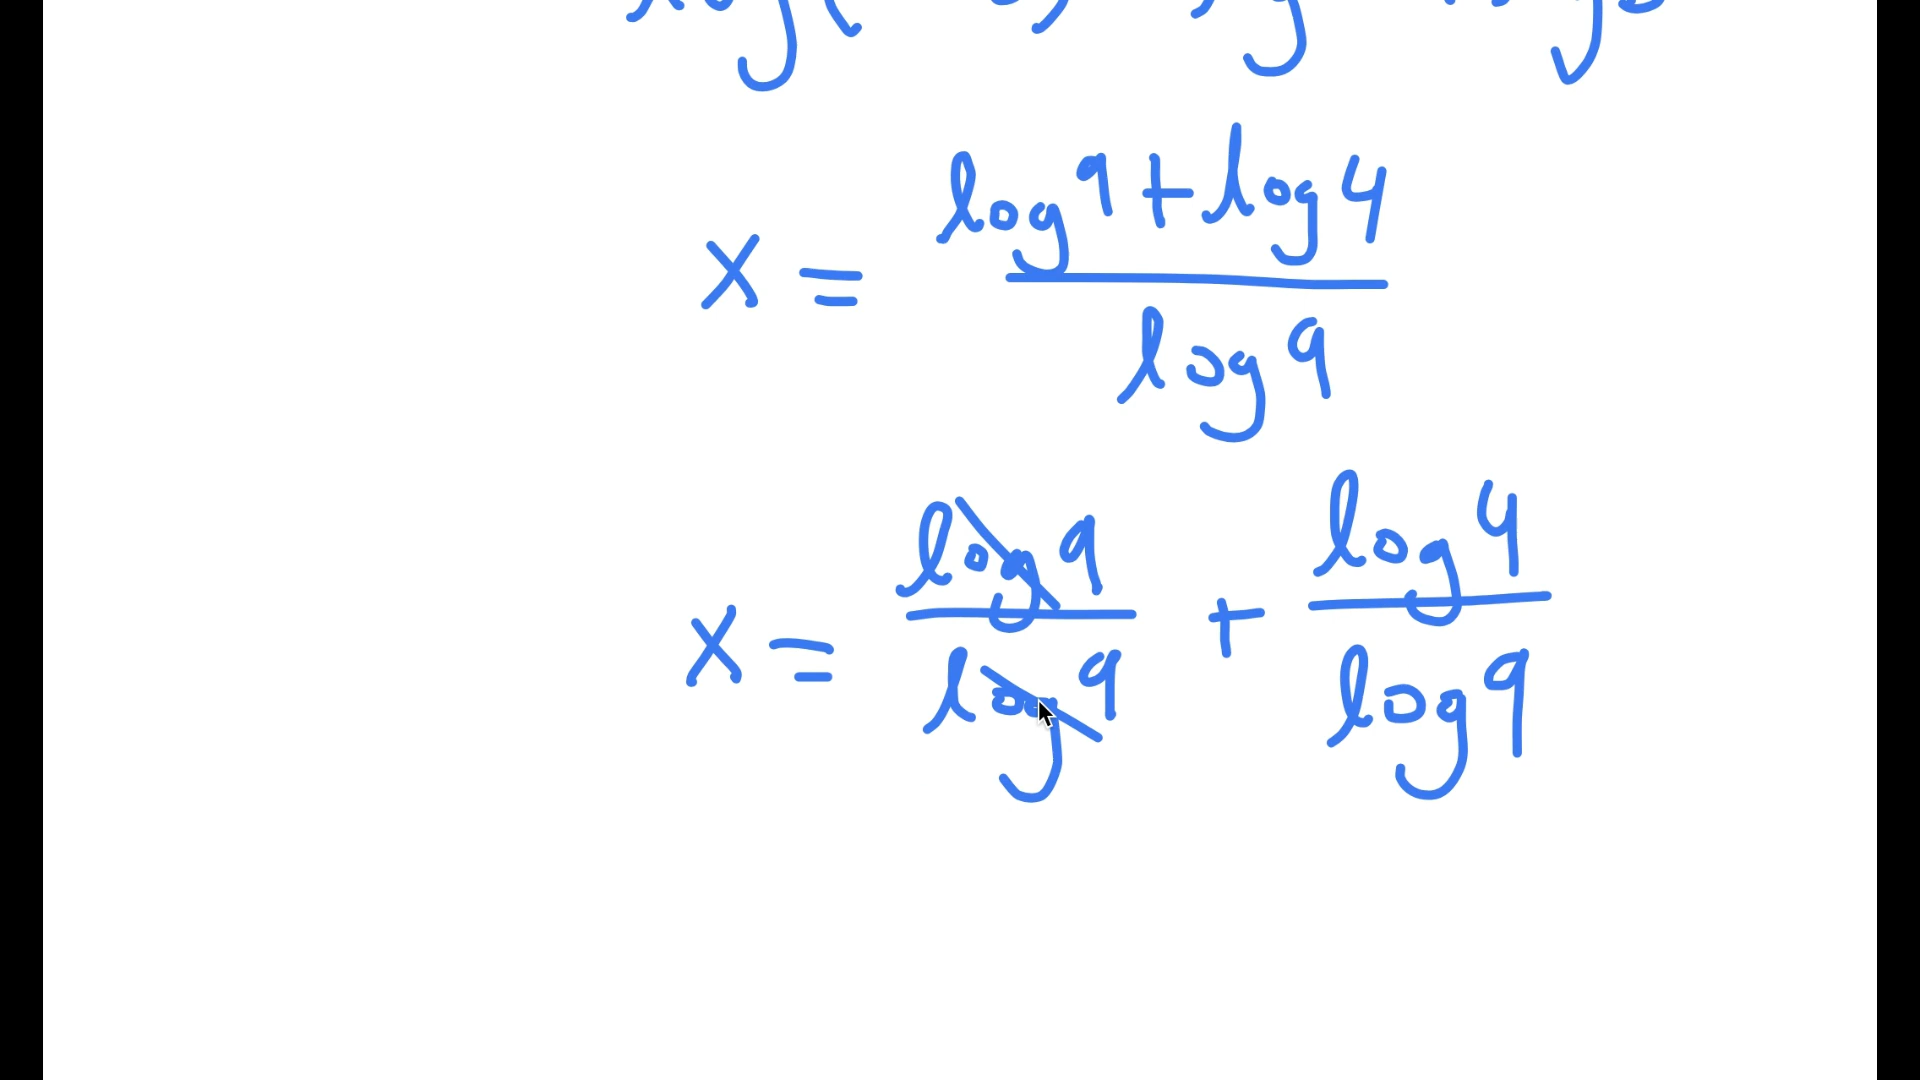 x = (log 9 + log 4) / (log 9)
x = (log 9) / (log 9) + (log 4) / (log 9)